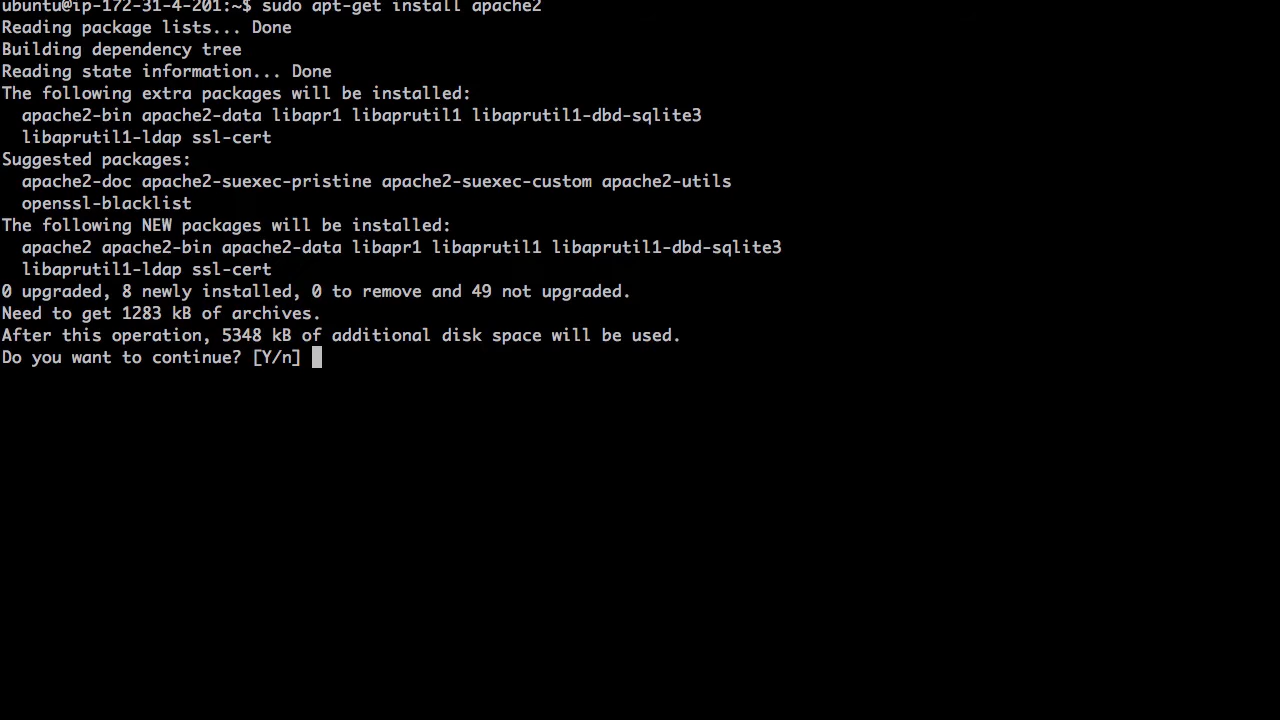 ubuntu@ip-172-31-4-201:~$ sudo apt-get install apache2
Reading package lists... Done
Building dependency tree
Reading state information... Done
The following extra packages will be installed:
  apache2-bin apache2-data libapr1 libaprutil1 libaprutil1-dbd-sqlite3
  libaprutil1-ldap ssl-cert
Suggested packages:
  apache2-doc apache2-suexec-pristine apache2-suexec-custom apache2-utils
  openssl-blacklist
The following NEW packages will be installed:
  apache2 apache2-bin apache2-data libapr1 libaprutil1 libaprutil1-dbd-sqlite3
  libaprutil1-ldap ssl-cert
0 upgraded, 8 newly installed, 0 to remove and 49 not upgraded.
Need to get 1283 kB of archives.
After this operation, 5348 kB of additional disk space will be used.
Do you want to continue? [Y/n]